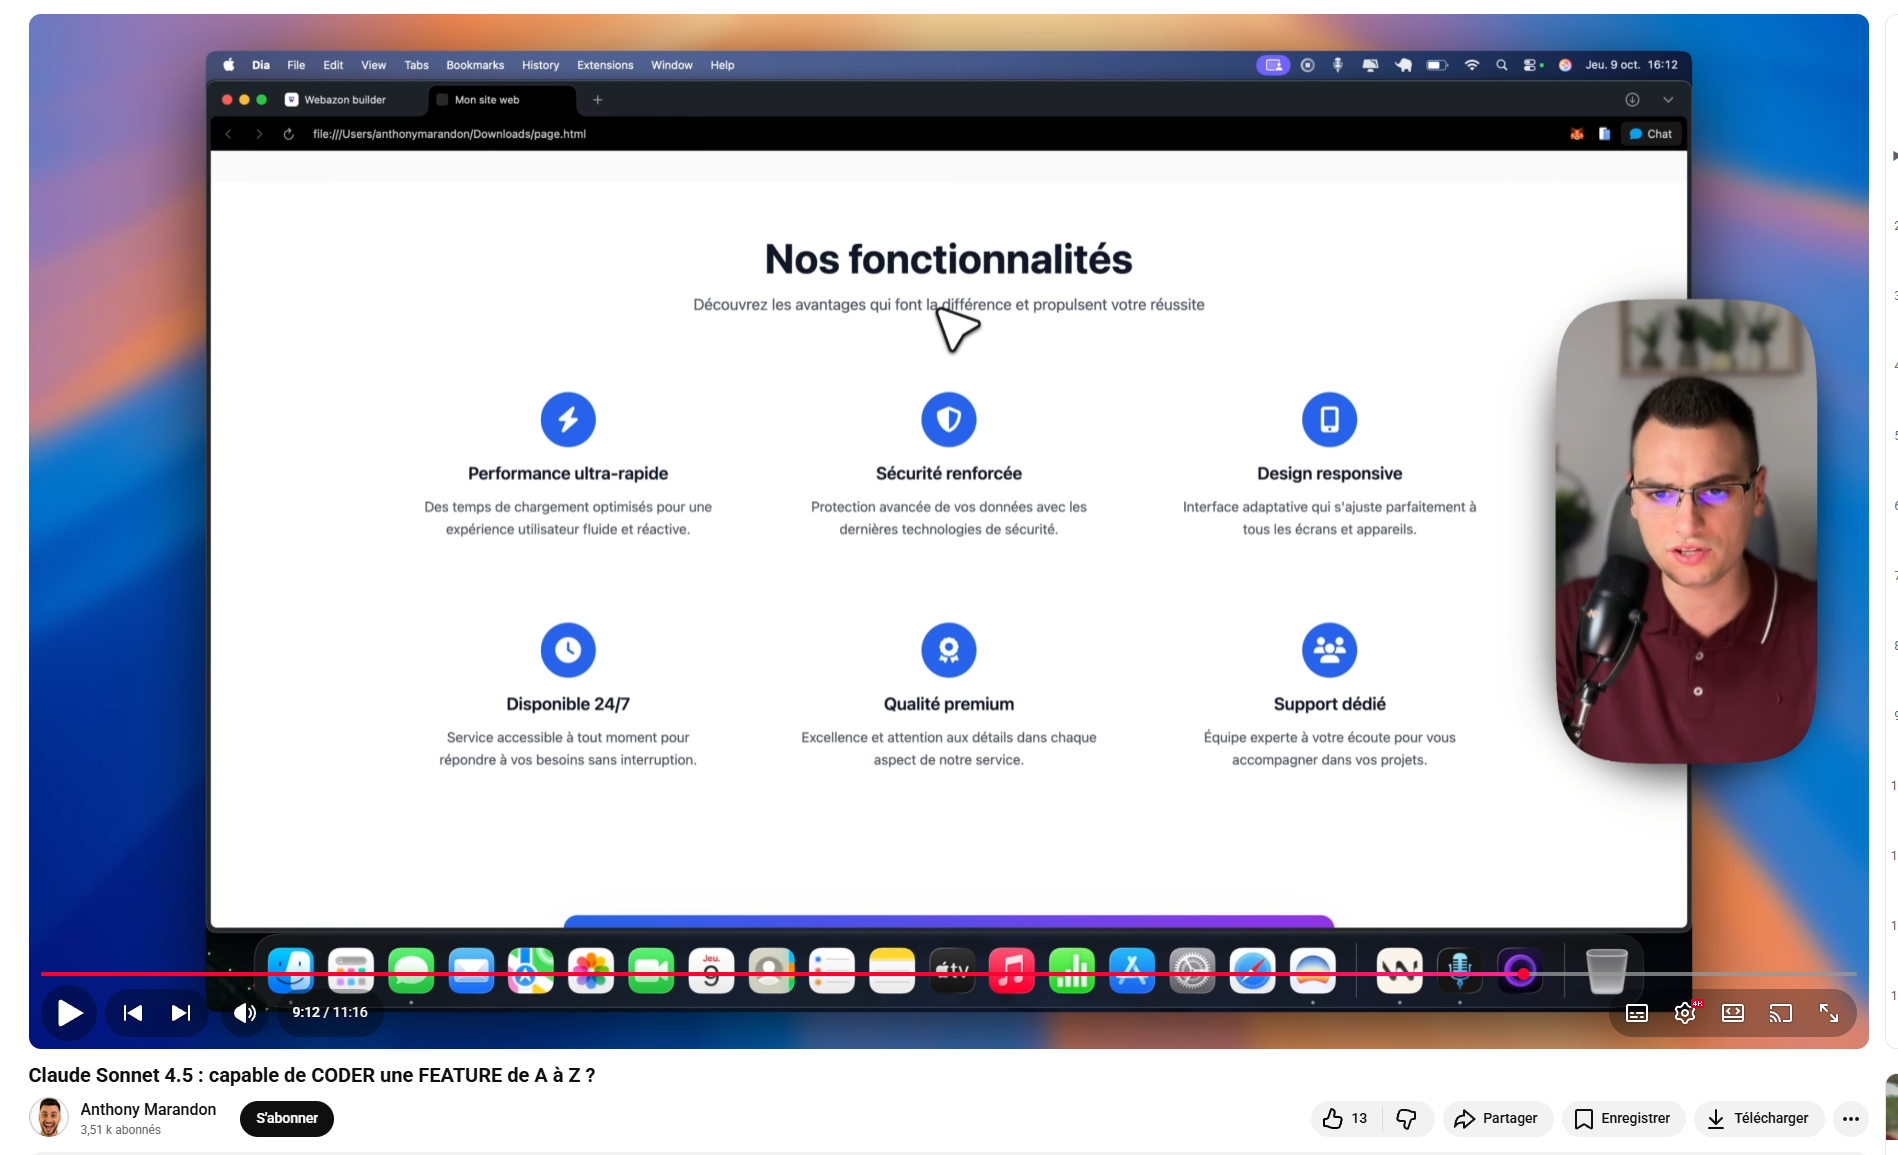 Dia File Edit View Tabs Bookmarks History Extensions Window Help Jeu. 9 oct. 16:12
Webazon builder Mon site web
file:///Users/anthonymarandon/Downloads/page.html Chat
Nos fonctionnalités
Découvrez les avantages qui font la différence et propulsent votre réussite
Performance ultra-rapide
Des temps de chargement optimisés pour une
expérience utilisateur fluide et réactive.
Sécurité renforcée
Protection avancée de vos données avec les
dernières technologies de sécurité.
Design responsive
Interface adaptative qui s'ajuste parfaitement à
tous les écrans et appareils.
Disponible 24/7
Service accessible à tout moment pour
répondre à vos besoins sans interruption.
Qualité premium
Excellence et attention aux détails dans chaque
aspect de notre service.
Support dédié
Équipe experte à votre écoute pour vous
accompagner dans vos projets.
Jeu.
9
tv
9:12 / 11:16
4K
Claude Sonnet 4.5 : capable de CODER une FEATURE de A à Z ?
Anthony Marandon
3,51 k abonnés
S'abonner
13
Partager
Enregistrer
Télécharger